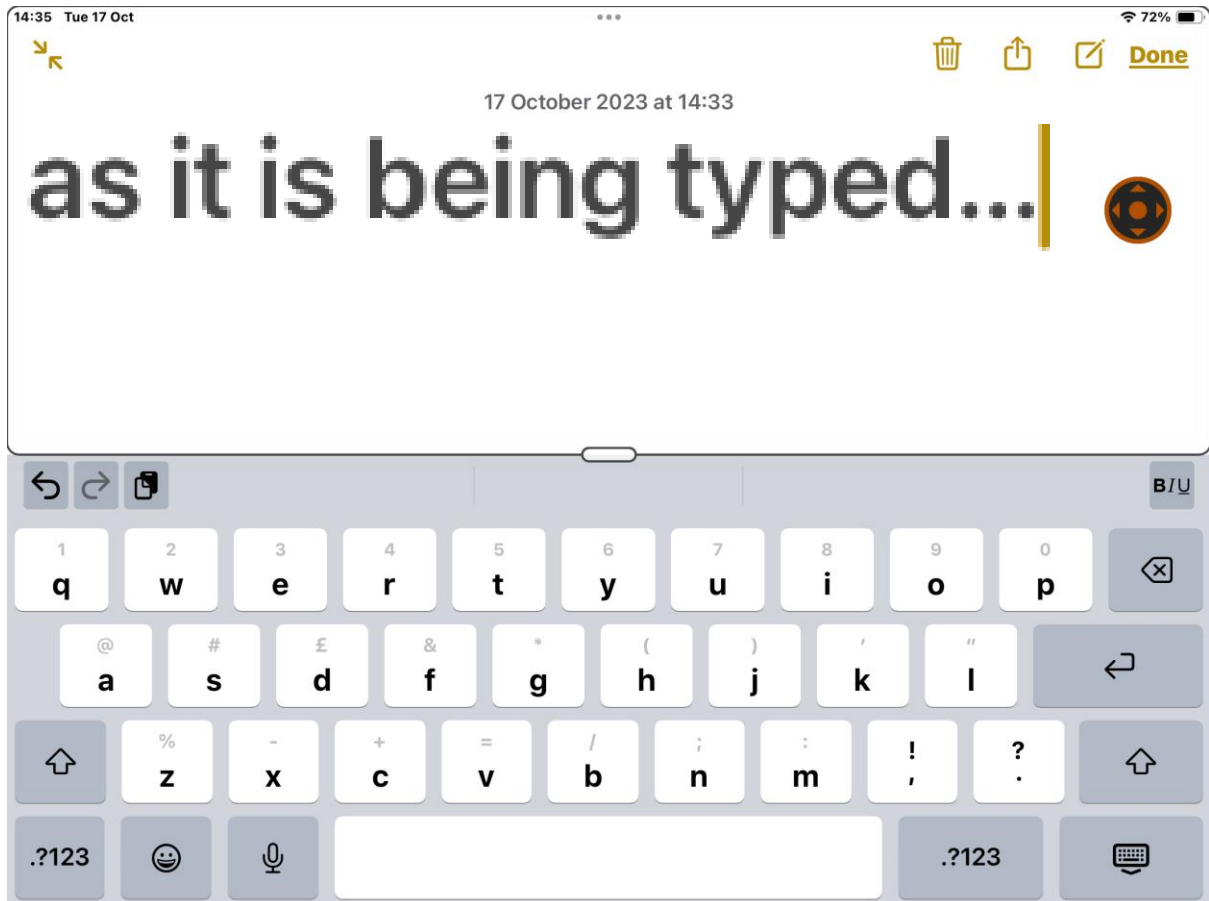 14:35 Tue 17 Oct 72%
Done
17 October 2023 at 14:33
as it is being typed...
BIU
1 2 3 4 5 6 7 8 9 0
q w e r t y u i o p
@ # £ & * ( ) ' "
a s d f g h j k l
% - + = / ; : ! ?
z x c v b n m , .
.?123 .?123